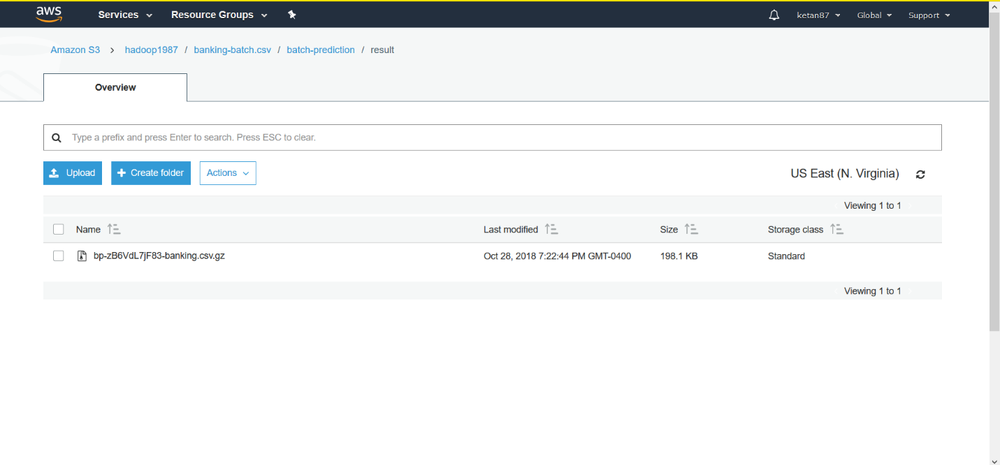 aws Services Resource Groups ketan87 Global Support
Amazon S3 > hadoop1987 / banking-batch.csv / batch-prediction / result
Overview
Type a prefix and press Enter to search. Press ESC to clear.
Upload Create folder Actions US East (N. Virginia)
Viewing 1 to 1
Name Last modified Size Storage class
bp-zB6VdL7jF83-banking.csv.gz Oct 28, 2018 7:22:44 PM GMT-0400 198.1 KB Standard
Viewing 1 to 1